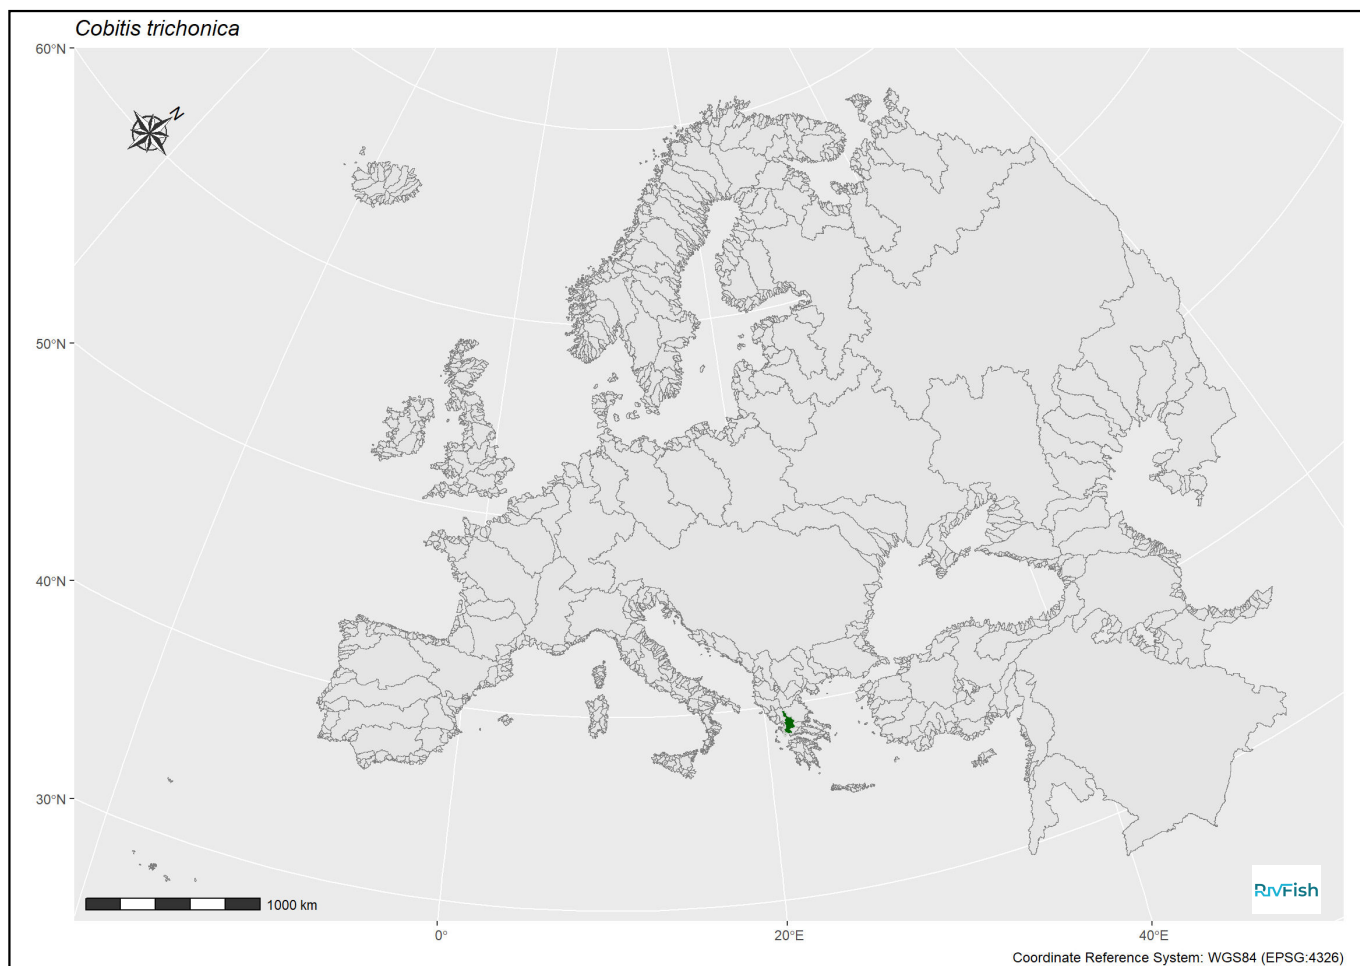 Cobitis trichonica
60°N
N
50°N
40°N
30°N
1000 km
RIVFISH
0°
20°E
40°E
Coordinate Reference System: WGS84 (EPSG:4326)